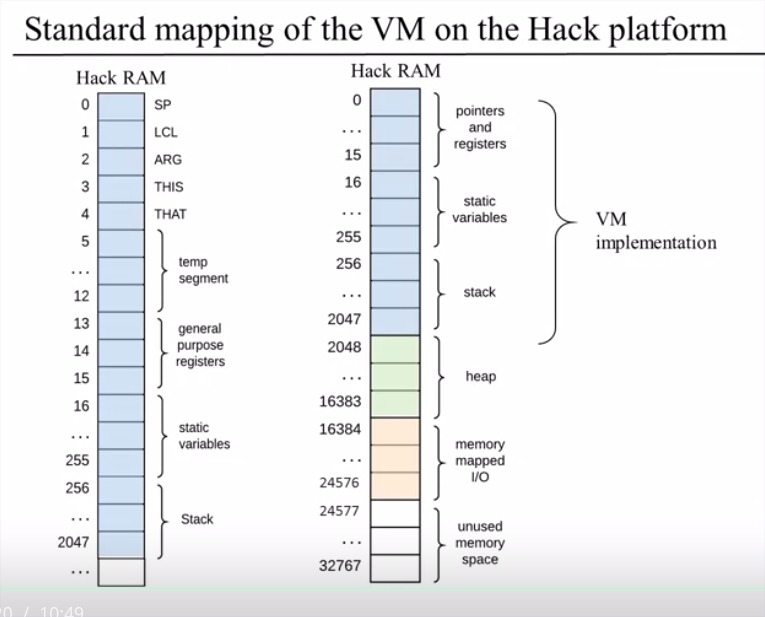 Standard mapping of the VM on the Hack platform
Hack RAM
0 SP
1 LCL
2 ARG
3 THIS
4 THAT
5
...
12
temp
segment
13
14
15
general
purpose
registers
16
...
255
static
variables
256
...
2047
Stack
...
Hack RAM
0
...
15
pointers
and
registers
16
...
255
static
variables
256
...
2047
stack
2048
...
16383
heap
16384
...
24576
memory
mapped
I/O
24577
...
32767
unused
memory
space
VM
implementation
/ 10:49